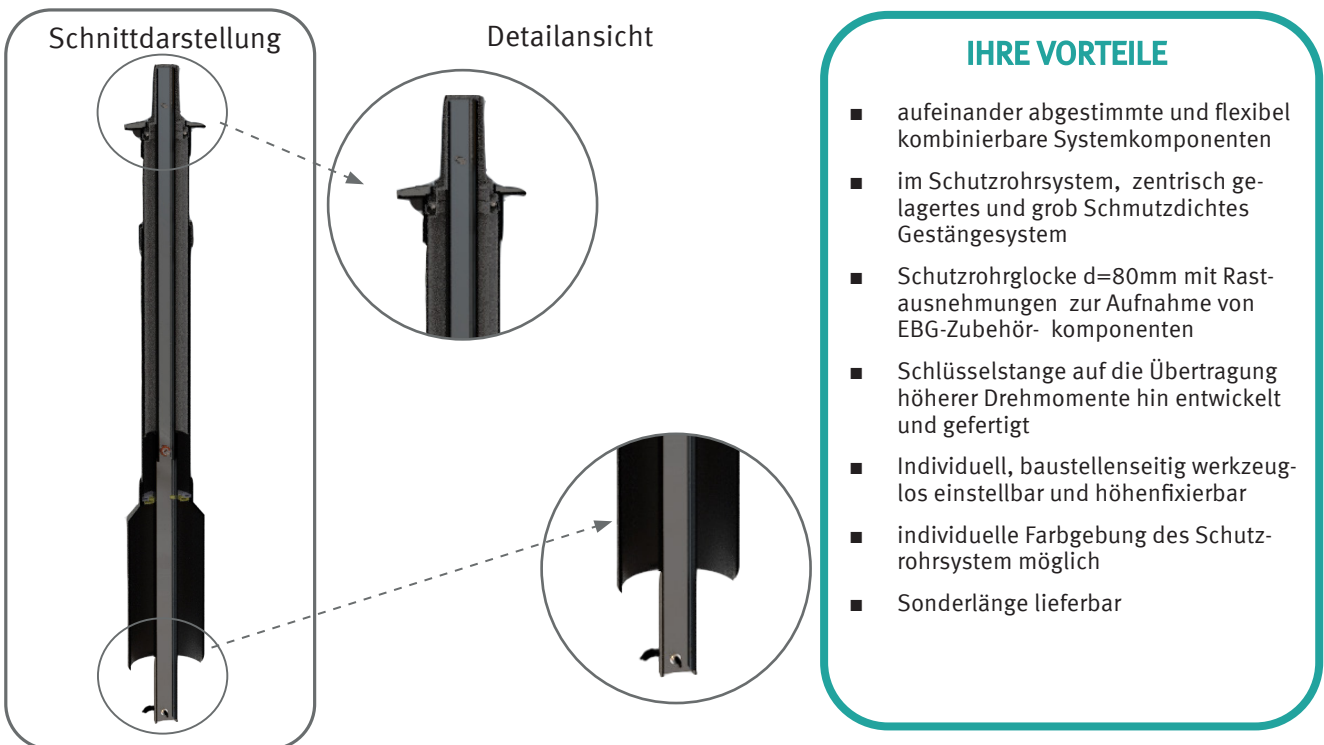 Schnittdarstellung
Detailansicht
IHRE VORTEILE
■ aufeinander abgestimmte und flexibel
kombinierbare Systemkomponenten
■ im Schutzrohrsystem, zentrisch ge-
lagertes und grob Schmutzdichtes
Gestängesystem
■ Schutzrohrglocke d=80mm mit Rast-
ausnehmungen zur Aufnahme von
EBG-Zubehör- komponenten
■ Schlüsselstange auf die Übertragung
höherer Drehmomente hin entwickelt
und gefertigt
■ Individuell, baustellenseitig werkzeug-
los einstellbar und höhenfixierbar
■ individuelle Farbgebung des Schutz-
rohrsystem möglich
■ Sonderlänge lieferbar